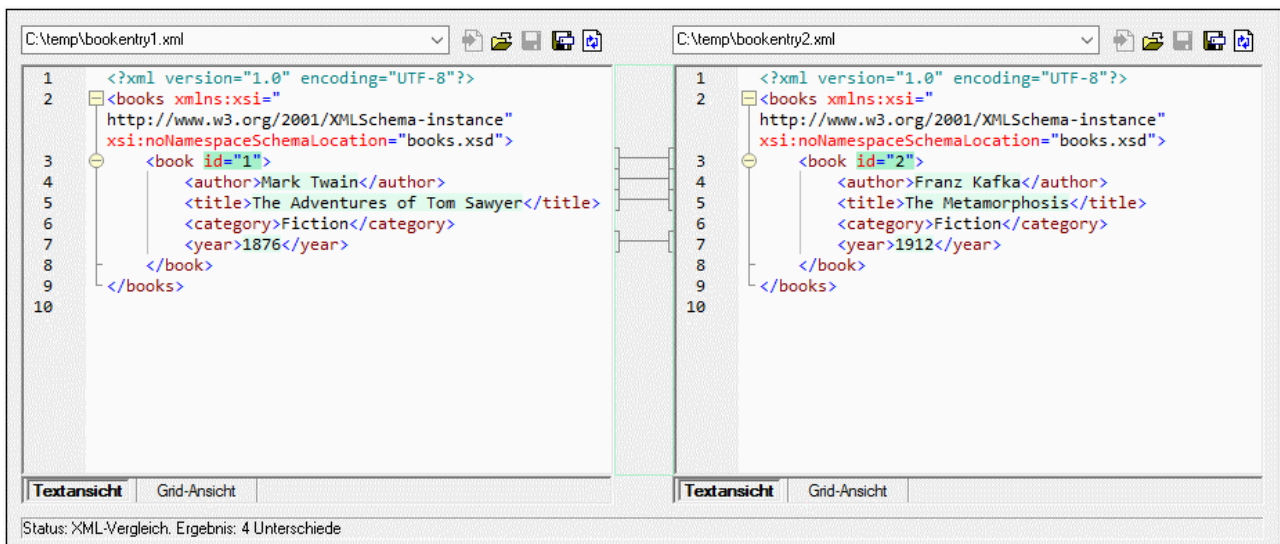 C:\temp\bookentry1.xml
1 <?xml version="1.0" encoding="UTF-8"?>
2 <books xmlns:xsi="
http://www.w3.org/2001/XMLSchema-instance"
xsi:noNamespaceSchemaLocation="books.xsd">
3 <book id="1">
4 <author>Mark Twain</author>
5 <title>The Adventures of Tom Sawyer</title>
6 <category>Fiction</category>
7 <year>1876</year>
8 </book>
9 </books>
10
Textansicht Grid-Ansicht
C:\temp\bookentry2.xml
1 <?xml version="1.0" encoding="UTF-8"?>
2 <books xmlns:xsi="
http://www.w3.org/2001/XMLSchema-instance"
xsi:noNamespaceSchemaLocation="books.xsd">
3 <book id="2">
4 <author>Franz Kafka</author>
5 <title>The Metamorphosis</title>
6 <category>Fiction</category>
7 <year>1912</year>
8 </book>
9 </books>
10
Textansicht Grid-Ansicht
Status: XML-Vergleich. Ergebnis: 4 Unterschiede